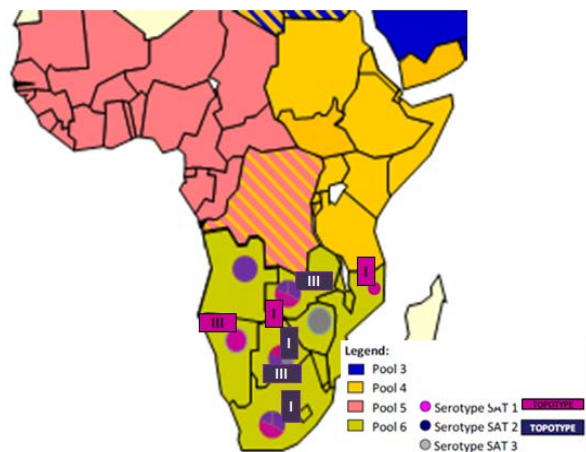 III
I
I
III
I
III
I
Legend:
Pool 3
Pool 4
Pool 5
Pool 6
Serotype SAT 1
TOPOTYPE
Serotype SAT 2
TOPOTYPE
Serotype SAT 3